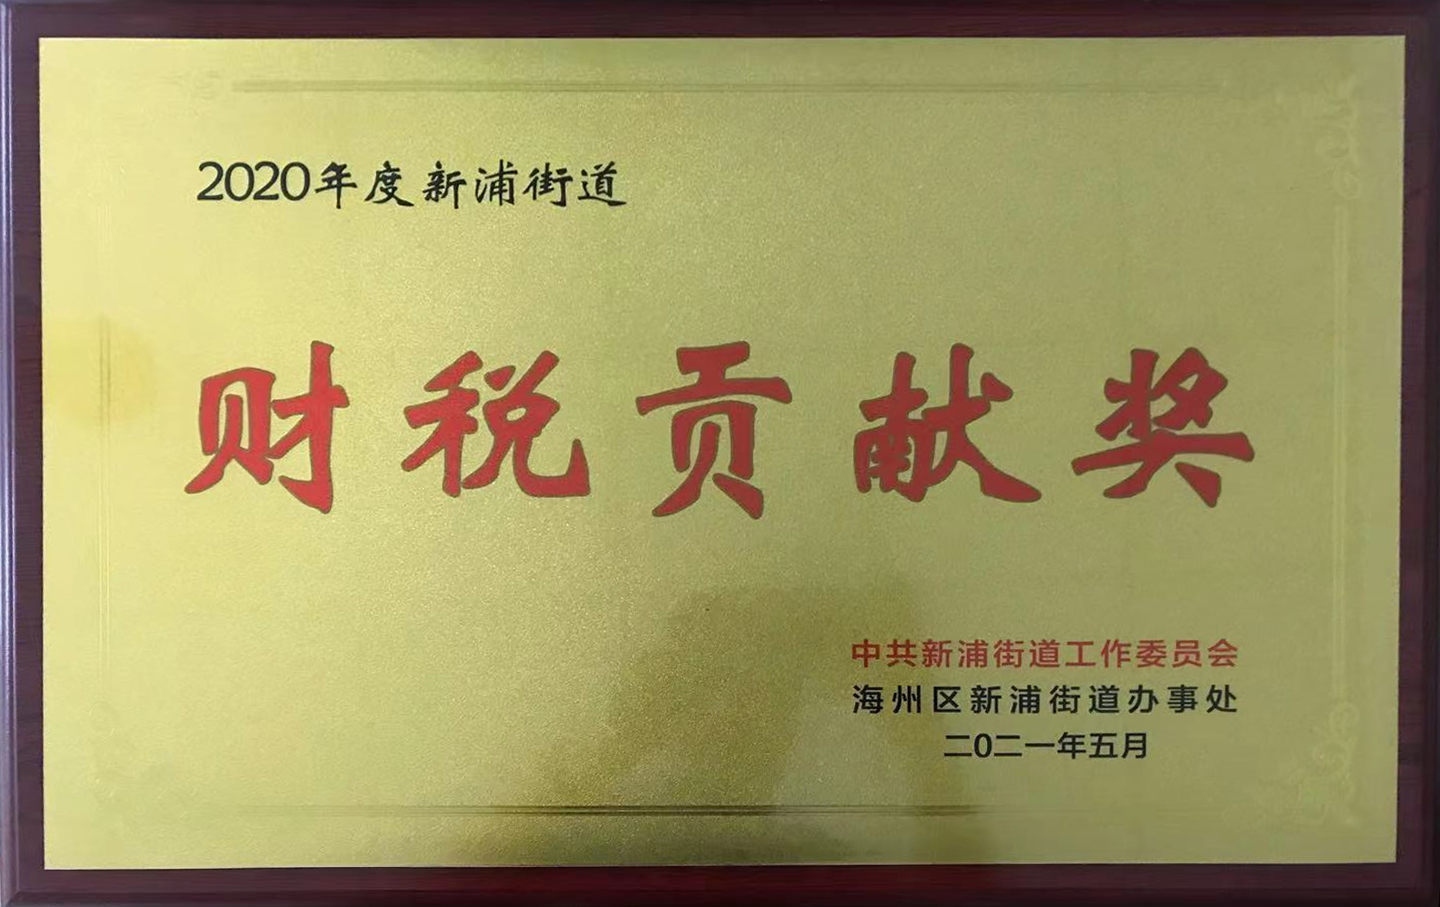 2020年度新浦街道
财税贡献奖
中共新浦街道工作委员会
海州区新浦街道办事处
二0二一年五月